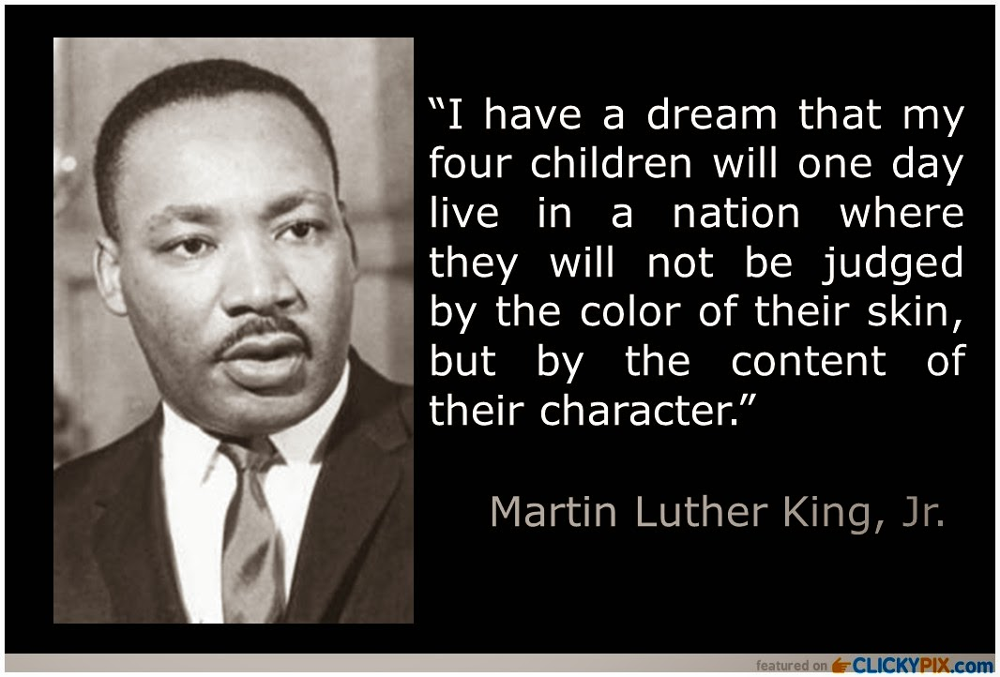 “I have a dream that my
four children will one day
live in a nation where
they will not be judged
by the color of their skin,
but by the content of
their character.”
Martin Luther King, Jr.
featured on CLICKYPIX.com